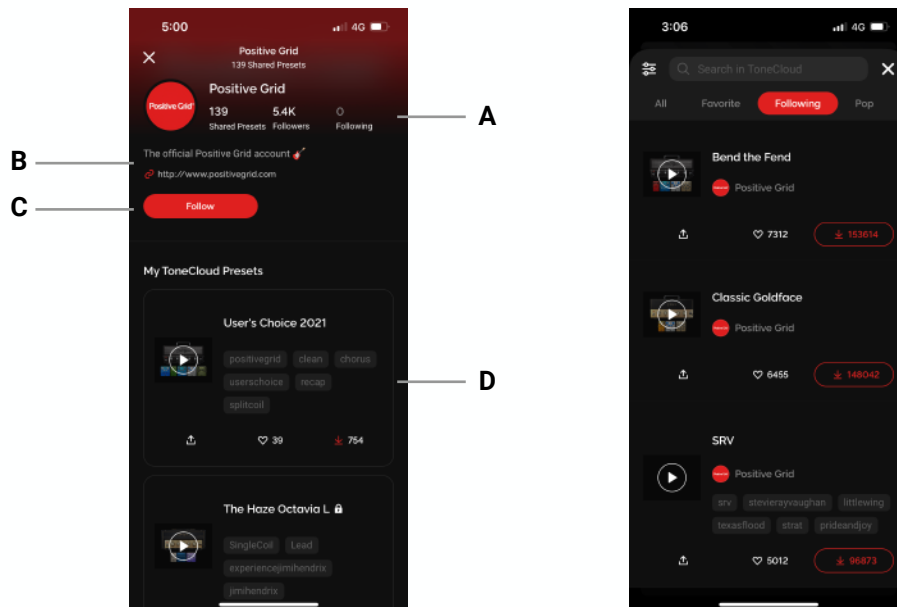 5:00
4G
Positive Grid
139 Shared Presets
Positive Grid
Positive Grid
139 5.4K 0
Shared Presets Followers Following
A
B
The official Positive Grid account
http://www.positivegrid.com
C
Follow
My ToneCloud Presets
User's Choice 2021
positivegrid clean chorus
userschoice recap
splitcoil
D
39 754
The Haze Octavia L
SingleCoil Lead
experiencejimihendrix
jimihendrix
3:06
4G
Search in ToneCloud
All Favorite Following Pop
Bend the Fend
Positive Grid
7312 153614
Classic Goldface
Positive Grid
6455 148042
SRV
Positive Grid
srv stevierayvaughan littlewing
texasflood strat prideandjoy
5012 96873